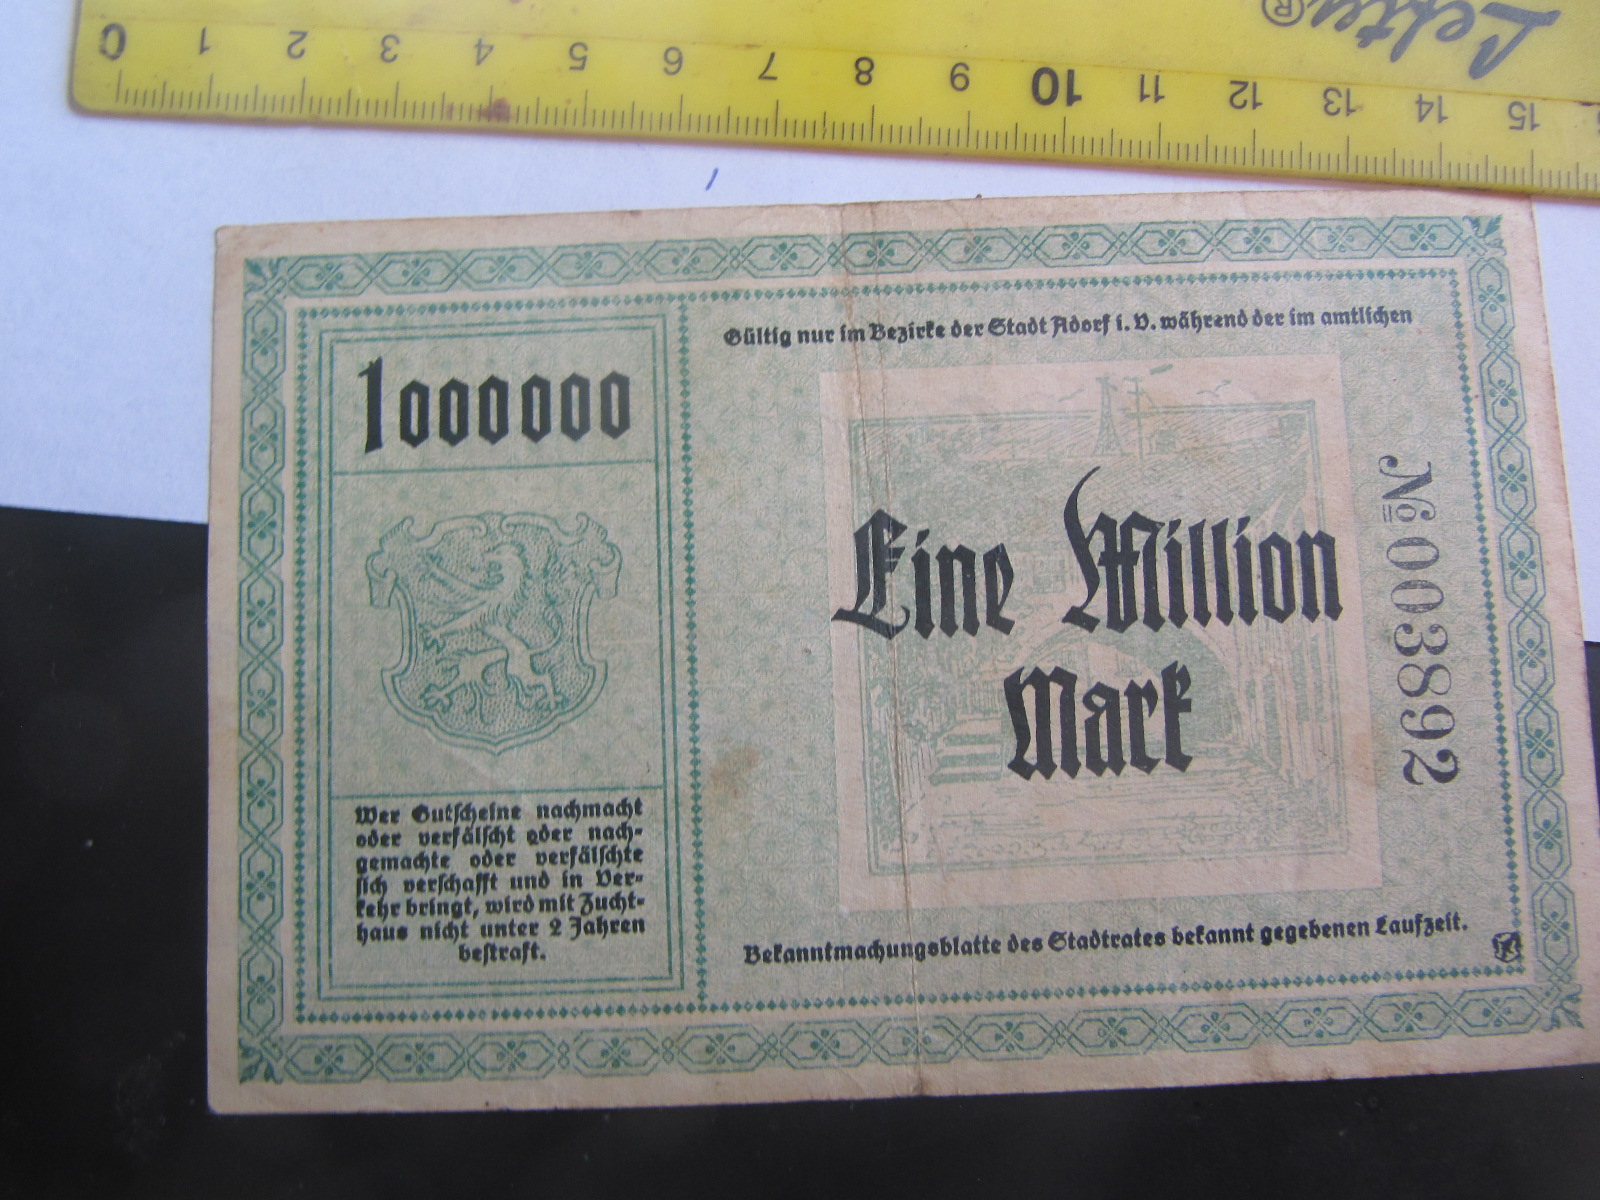 Lefty®
0 1 2 3 4 5 6 7 8 9 10 11 12 13 14 15
Gültig nur im Bezirke der Stadt Adorf i. V. während der im amtlichen
1000000
Eine Million
Mark
№ 003892
Wer Gutscheine nachmacht
oder verfälscht oder nach-
gemachte oder verfälschte
sich verschafft und in Ver-
kehr bringt, wird mit Zucht-
haus nicht unter 2 Jahren
bestraft.
Bekanntmachungsblatte des Stadtrates bekannt gegebenen Laufzeit.